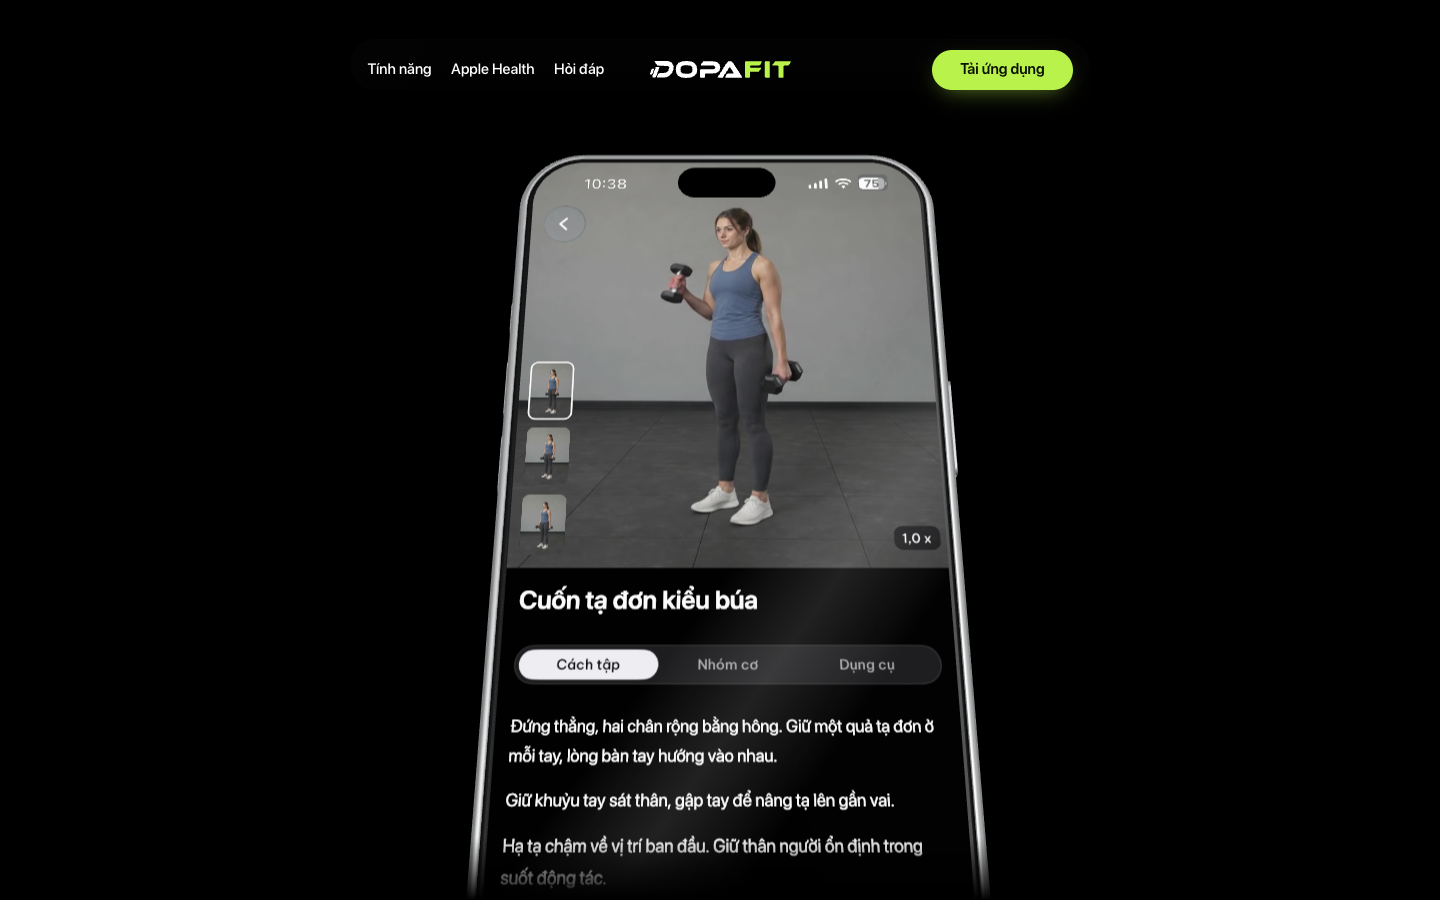 Tính năng
Apple Health
Hỏi đáp
DOPAFIT
Tải ứng dụng
10:38
75
1,0 x
Cuốn tạ đơn kiểu búa
Cách tập
Nhóm cơ
Dụng cụ
Đứng thẳng, hai chân rộng bằng hông. Giữ một quả tạ đơn ở
mỗi tay, lòng bàn tay hướng vào nhau.
Giữ khuỷu tay sát thân, gập tay để nâng tạ lên gần vai.
Hạ tạ chậm về vị trí ban đầu. Giữ thân người ổn định trong
suốt động tác.